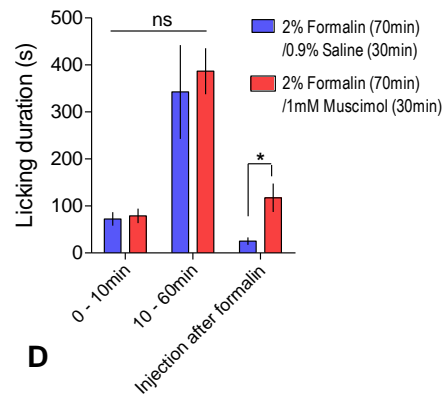 ns
2% Formalin (70min)
/0.9% Saline (30min)
2% Formalin (70min)
/1mM Muscimol (30min)
Licking duration (s)
500
400
300
200
100
0
*
0 - 10min
10 - 60min
Injection after formalin
D